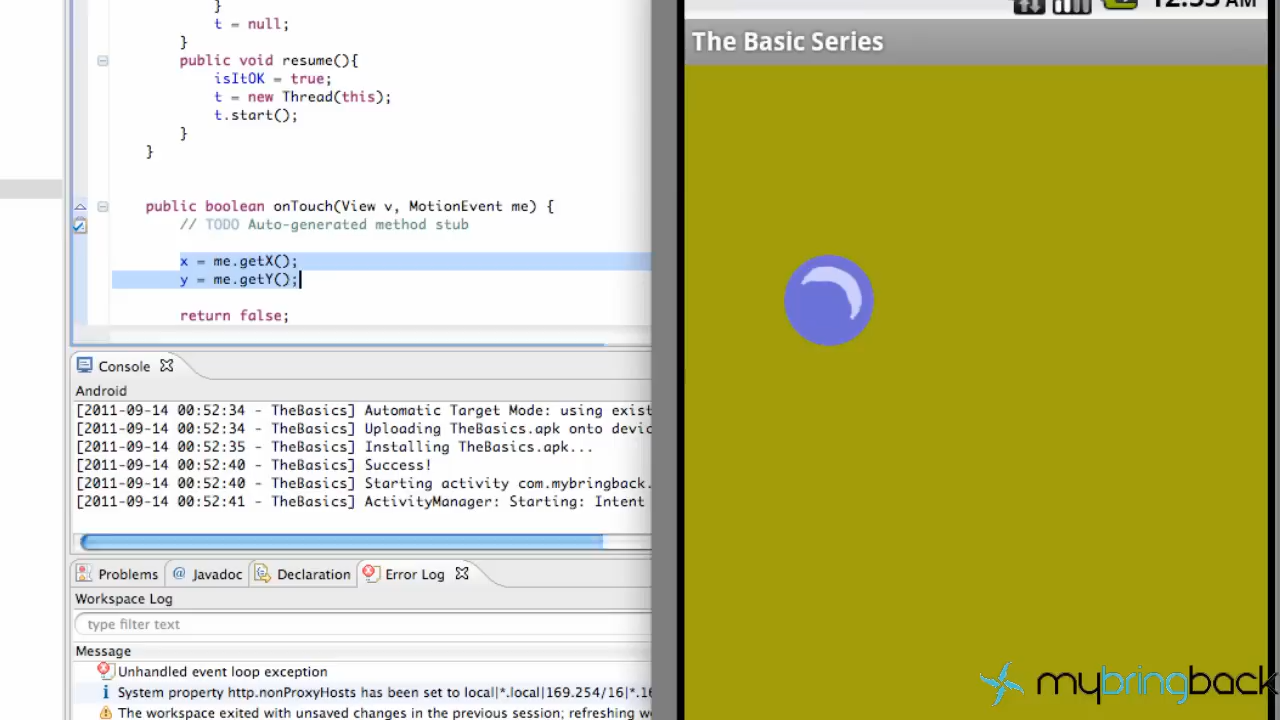 }
t = null;
}
public void resume(){
isItOK = true;
t = new Thread(this);
t.start();
}
}
public boolean onTouch(View v, MotionEvent me) {
// TODO Auto-generated method stub
x = me.getX();
y = me.getY();
return false;
Console
Android
[2011-09-14 00:52:34 - TheBasics] Automatic Target Mode: using exist
[2011-09-14 00:52:34 - TheBasics] Uploading TheBasics.apk onto devic
[2011-09-14 00:52:35 - TheBasics] Installing TheBasics.apk...
[2011-09-14 00:52:40 - TheBasics] Success!
[2011-09-14 00:52:40 - TheBasics] Starting activity com.mybringback.
[2011-09-14 00:52:41 - TheBasics] ActivityManager: Starting: Intent
Problems @ Javadoc Declaration Error Log
Workspace Log
type filter text
Message
Unhandled event loop exception
System property http.nonProxyHosts has been set to local|*.local|169.254/16|*.16
The workspace exited with unsaved changes in the previous session; refreshing wo
12:53 AM
The Basic Series
mybringback